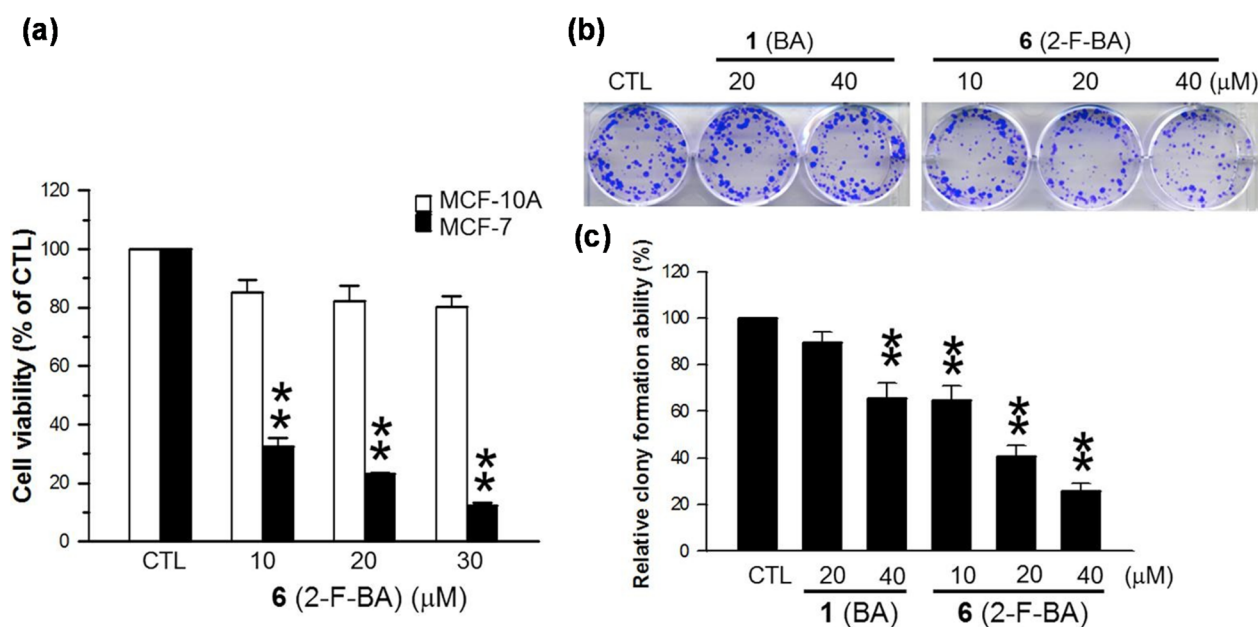 (a)
Cell viability (% of CTL)
120
100
80
60
40
20
0
MCF-10A
MCF-7
**
**
**
CTL 10 20 30
6 (2-F-BA) (μM)
(b)
1 (BA) 6 (2-F-BA)
CTL 20 40 10 20 40 (μM)
(c)
Relative clony formation ability (%)
120
100
80
60
40
20
0
**
**
**
**
CTL 20 40 10 20 40 (μM)
1 (BA) 6 (2-F-BA)